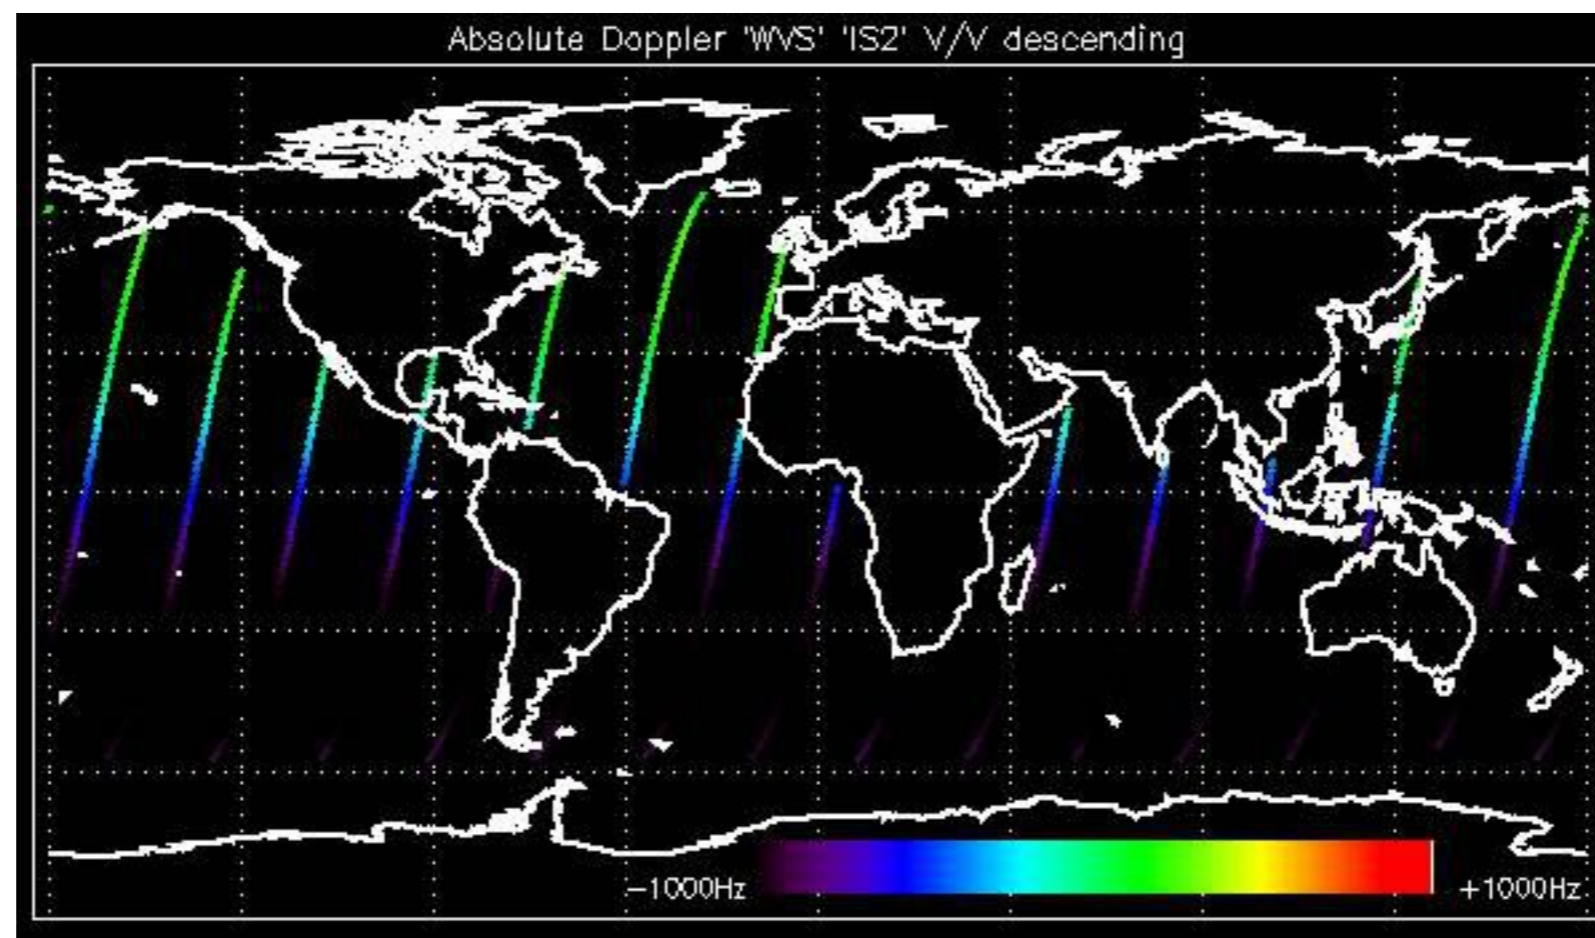 Absolute Doppler 'WVS' 'IS2' V/V descending
−1000Hz
+1000Hz